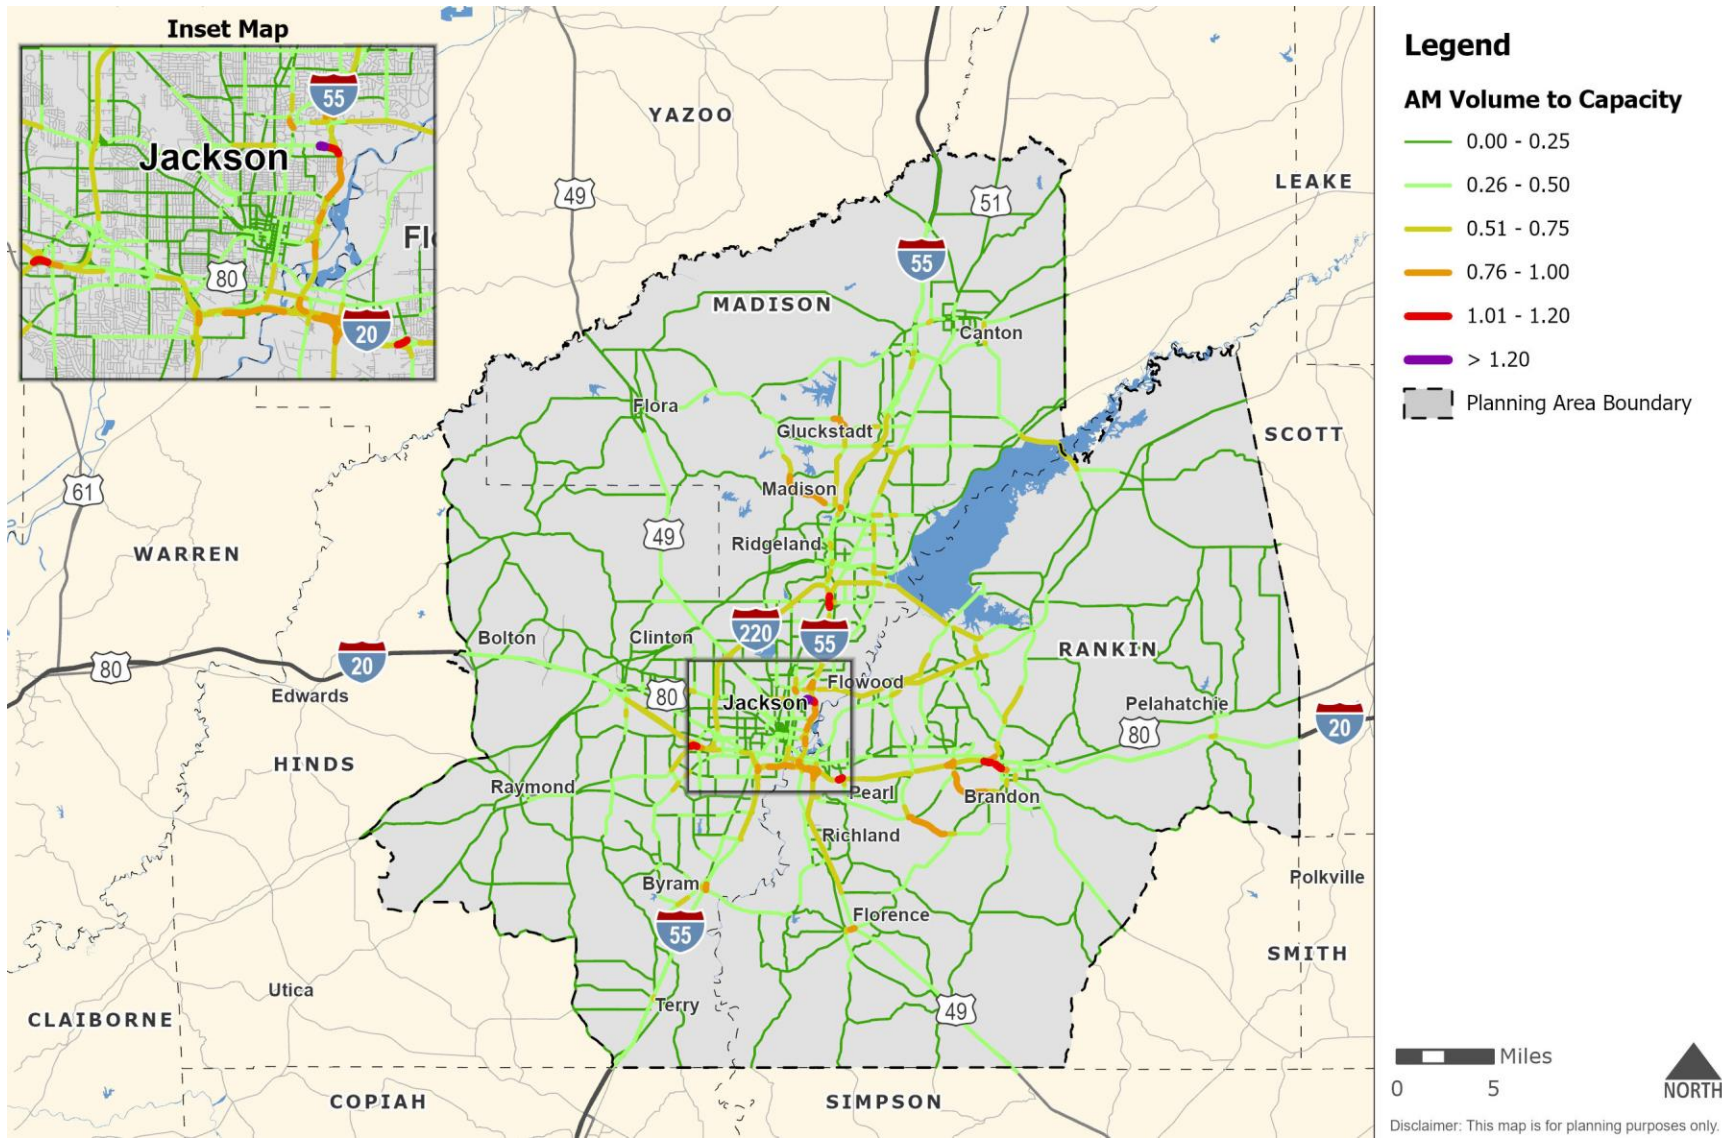 Inset Map
55
Jackson
Fl
80
20
YAZOO
LEAKE
49
51
55
MADISON
Canton
Flora
Gluckstadt
SCOTT
61
Madison
49
Ridgeland
WARREN
220
55
Bolton
Clinton
RANKIN
80
20
Edwards
80
Flowood
Jackson
Pelahatchie
80
20
HINDS
Raymond
Pearl
Brandon
Richland
Byram
Polkville
55
Florence
SMITH
Utica
Terry
49
CLAIBORNE
COPIAH
SIMPSON
Legend
AM Volume to Capacity
0.00 - 0.25
0.26 - 0.50
0.51 - 0.75
0.76 - 1.00
1.01 - 1.20
> 1.20
Planning Area Boundary
Miles
0 5
NORTH
Disclaimer: This map is for planning purposes only.